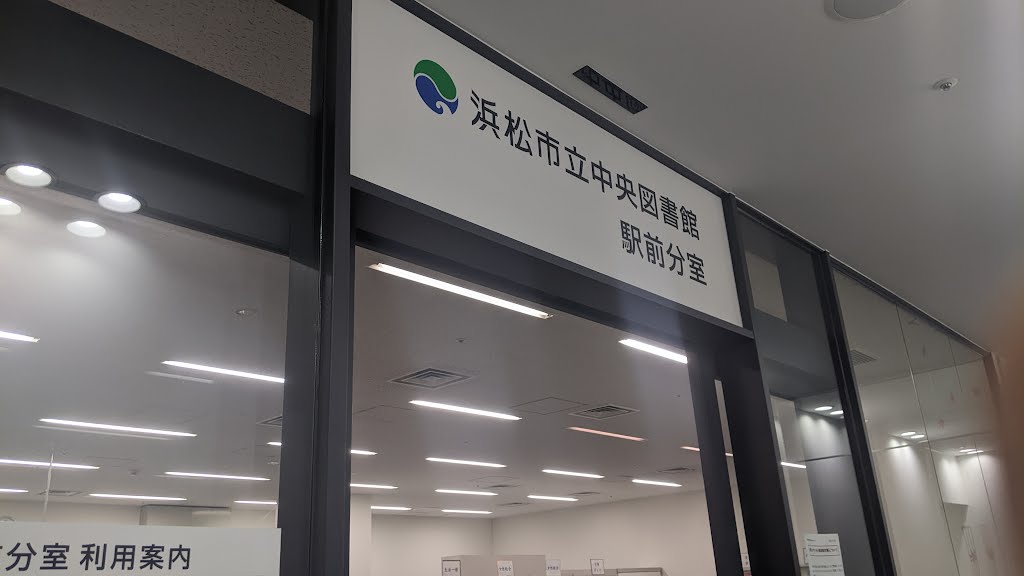 浜松市立中央図書館
駅前分室
分室 利用案内